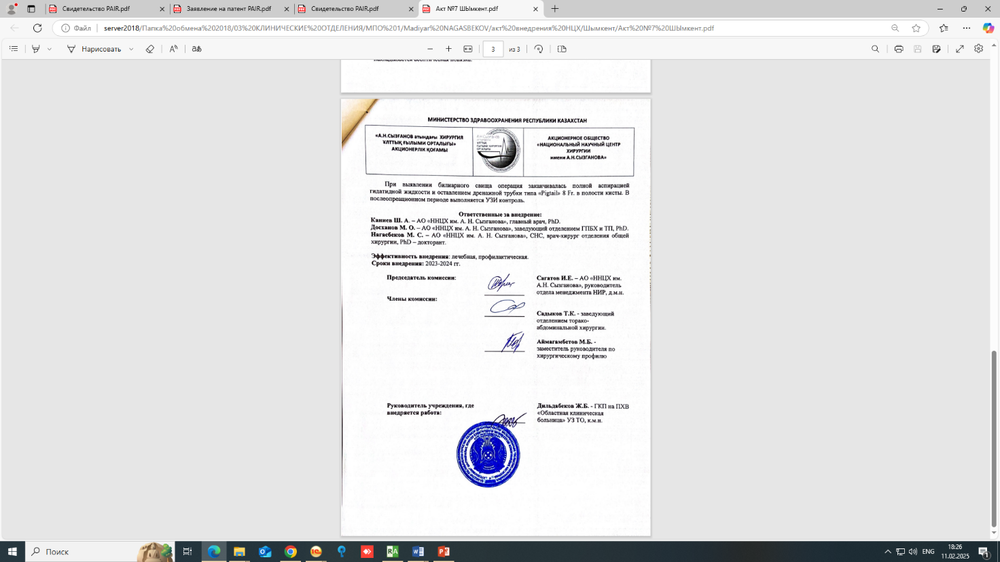 Свидетельство PAIR.pdf
Заявление на патент PAIR.pdf
Свидетельство PAIR.pdf
Акт №7 ШЫмкент.pdf
Файл
server2018/Папка%20обмена%202018/03%20КЛИНИЧЕСКИЕ%20ОТДЕЛЕНИЯ/МПО%201/Madiyar%20NAGASBEKOV/акт%20внедрения%20НЦХ/Шымкент/Акт%20№7%20ШЫмкент.pdf
Нарисовать
3 из 3
МИНИСТЕРСТВО ЗДРАВООХРАНЕНИЯ РЕСПУБЛИКИ КАЗАХСТАН
«А.Н.СЫЗҒАНОВ атындағы ХИРУРГИЯ
ҰЛТТЫҚ ҒЫЛЫМИ ОРТАЛЫҒЫ»
АКЦИОНЕРЛІК ҚОҒАМЫ
АКЦИОНЕРНОЕ ОБЩЕСТВО
«НАЦИОНАЛЬНЫЙ НАУЧНЫЙ ЦЕНТР
ХИРУРГИИ
имени А.Н.СЫЗГАНОВА»
При выявлении билиарного свища операция заканчивалась полной аспирацией
гидатидной жидкости и оставлением дренажной трубки типа «Pigtail» 8 Fr. в полости кисты. В
послеопреационном периоде выполняется УЗИ контроль.
Ответственные за внедрение:
Каниев Ш. А. – АО «ННЦХ им. А. Н. Сызганова», главный врач, PhD.
Досханов М. О. – АО «ННЦХ им. А. Н. Сызганова», заведующий отделением ГПБХ и ТП, PhD.
Нагасбеков М. С. – АО «ННЦХ им. А. Н. Сызганова», СНС, врач-хирург отделения общей
хирургии, PhD – докторант.
Эффективность внедрения: лечебная, профилактическая.
Сроки внедрения: 2023-2024 гг.
Председатель комиссии:
Сагатов И.Е. – АО «ННЦХ им.
А.Н. Сызганова», руководитель
отдела менеджмента НИР, д.м.н.
Члены комиссии:
Садыков Т.К. - заведующий
отделением торако-
абдоминальной хирургии.
Аймагамбетов М.Б. -
заместитель руководителя по
хирургическому профилю
Руководитель учреждения, где
внедряется работа:
Дильдабеков Ж.Б. - ГКП на ПХВ
«Областная клиническая
больница» УЗ ТО, к.м.н.
Поиск
ENG
18:26
11.02.2025